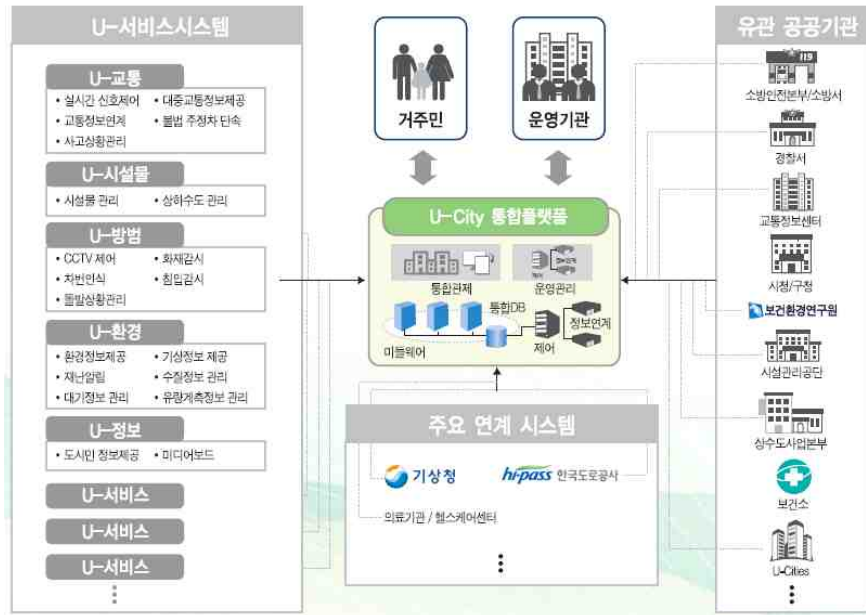 U-서비스시스템
U-교통
• 실시간 신호제어 • 대중교통정보제공
• 교통정보연계 • 불법 주정차 단속
• 사고상황관리
U-시설물
• 시설물 관리 • 상하수도 관리
U-방범
• CCTV 제어 • 화재감시
• 차번인식 • 침입감시
• 돌발상황관리
U-환경
• 환경정보제공 • 기상정보 제공
• 재난알림 • 수질정보 관리
• 대기정보 관리 • 유량계측정보 관리
U-정보
• 도시민 정보제공 • 미디어보드
U-서비스
U-서비스
U-서비스
거주민
운영기관
U-City 통합플랫폼
통합관제
제어
정보연계
운영관리
통합DB
미들웨어
제어
정보연계
주요 연계 시스템
기상청
hi-pass 한국도로공사
의료기관 / 헬스케어센터
유관 공공기관
119
소방안전본부/소방서
경찰서
교통정보센터
시청/구청
보건환경연구원
시설관리공단
상수도사업본부
보건소
U-Cities